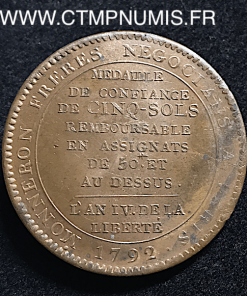 WWW.CTMPNUMIS.FR
MONNERON FRERES NEGOCIANS A PARIS
MEDAILLE
DE CONFIANCE
DE CINQ-SOLS
REMBOURSABLE
EN ASSIGNATS
DE 50# ET
AU DESSUS.
L'AN IV. DE LA
LIBERTÉ
1792